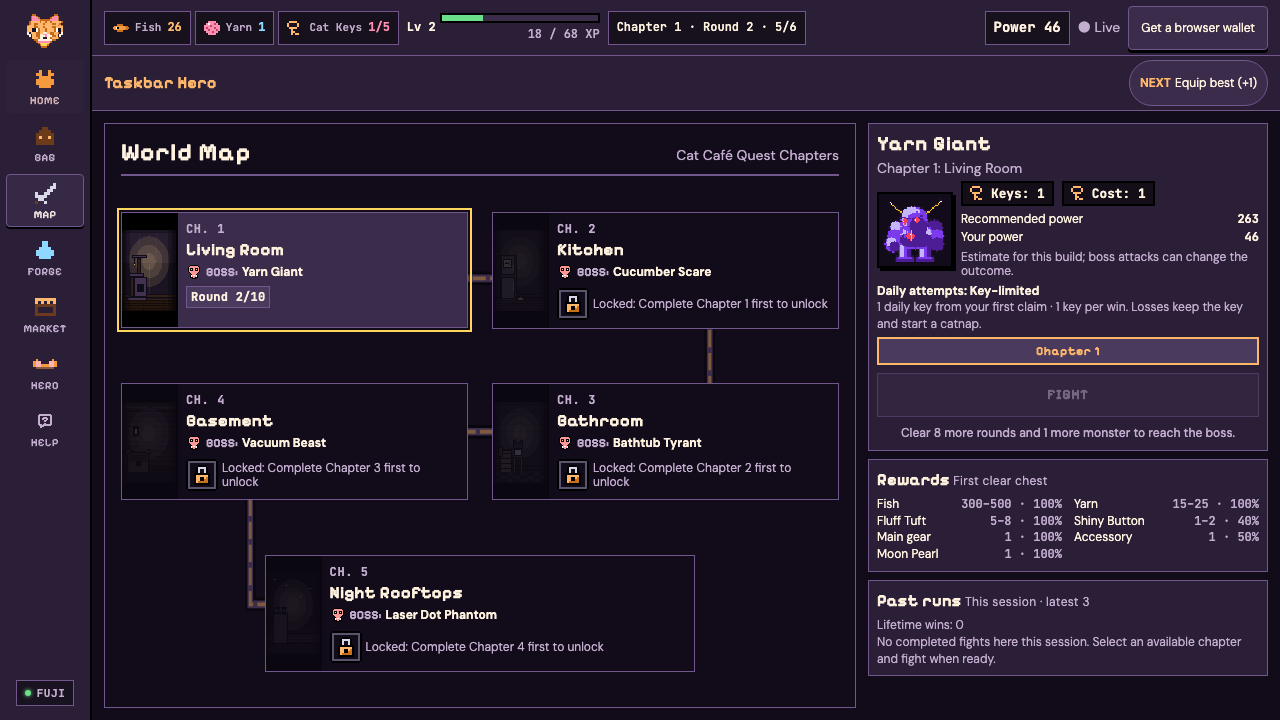 Fish 26
Yarn 1
Cat Keys 1/5
Lv 2
18 / 68 XP
Chapter 1 · Round 2 · 5/6
Power 46
Live
Get a browser wallet
HOME
BAG
MAP
FORGE
MARKET
HERO
HELP
FUJI
Taskbar Hero
NEXT Equip best (+1)
World Map
Cat Café Quest Chapters
CH. 1
Living Room
BOSS: Yarn Giant
Round 2/10
CH. 2
Kitchen
BOSS: Cucumber Scare
Locked: Complete Chapter 1 first to unlock
CH. 4
Basement
BOSS: Vacuum Beast
Locked: Complete Chapter 3 first to
unlock
CH. 3
Bathroom
BOSS: Bathtub Tyrant
Locked: Complete Chapter 2 first to
unlock
CH. 5
Night Rooftops
BOSS: Laser Dot Phantom
Locked: Complete Chapter 4 first to unlock
Yarn Giant
Chapter 1: Living Room
Keys: 1
Cost: 1
Recommended power 263
Your power 46
Estimate for this build; boss attacks can change the
outcome.
Daily attempts: Key-limited
1 daily key from your first claim · 1 key per win. Losses keep the key
and start a catnap.
Chapter 1
FIGHT
Clear 8 more rounds and 1 more monster to reach the boss.
Rewards First clear chest
Fish 300–500 · 100% Yarn 15–25 · 100%
Fluff Tuft 5–8 · 100% Shiny Button 1–2 · 40%
Main gear 1 · 100% Accessory 1 · 50%
Moon Pearl 1 · 100%
Past runs This session · latest 3
Lifetime wins: 0
No completed fights here this session. Select an available chapter
and fight when ready.